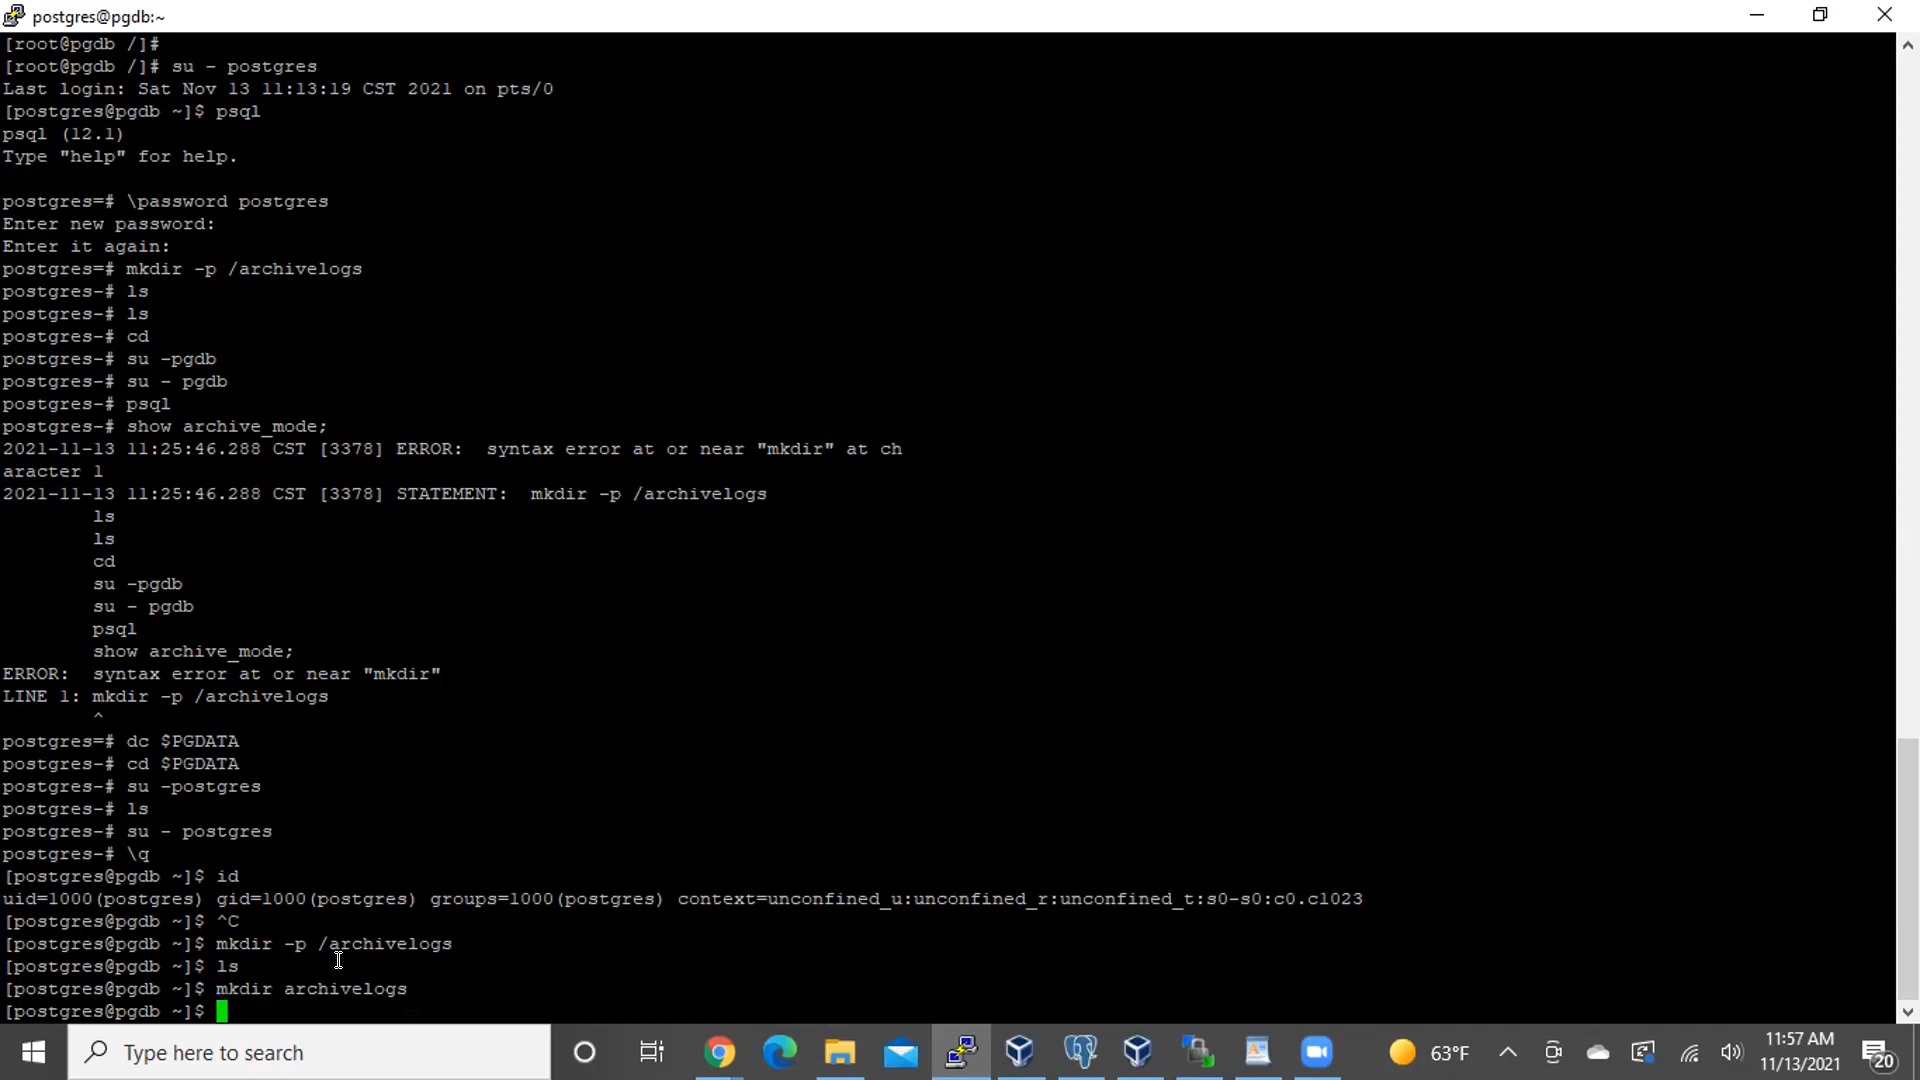 postgres@pgdb:~
[root@pgdb /]#
[root@pgdb /]# su - postgres
Last login: Sat Nov 13 11:13:19 CST 2021 on pts/0
[postgres@pgdb ~]$ psql
psql (12.1)
Type "help" for help.
postgres=# \password postgres
Enter new password:
Enter it again:
postgres=# mkdir -p /archivelogs
postgres-# ls
postgres-# ls
postgres-# cd
postgres-# su -pgdb
postgres-# su - pgdb
postgres-# psql
postgres-# show archive_mode;
2021-11-13 11:25:46.288 CST [3378] ERROR:  syntax error at or near "mkdir" at ch
aracter 1
2021-11-13 11:25:46.288 CST [3378] STATEMENT:  mkdir -p /archivelogs
ls
ls
cd
su -pgdb
su - pgdb
psql
show archive_mode;
ERROR:  syntax error at or near "mkdir"
LINE 1: mkdir -p /archivelogs
^
postgres=# dc $PGDATA
postgres-# cd $PGDATA
postgres-# su -postgres
postgres-# ls
postgres-# su - postgres
postgres-# \q
[postgres@pgdb ~]$ id
uid=1000(postgres) gid=1000(postgres) groups=1000(postgres) context=unconfined_u:unconfined_r:unconfined_t:s0-s0:c0.c1023
[postgres@pgdb ~]$ ^C
[postgres@pgdb ~]$ mkdir -p /archivelogs
[postgres@pgdb ~]$ ls
[postgres@pgdb ~]$ mkdir archivelogs
[postgres@pgdb ~]$
Type here to search
63°F
11:57 AM
11/13/2021
20